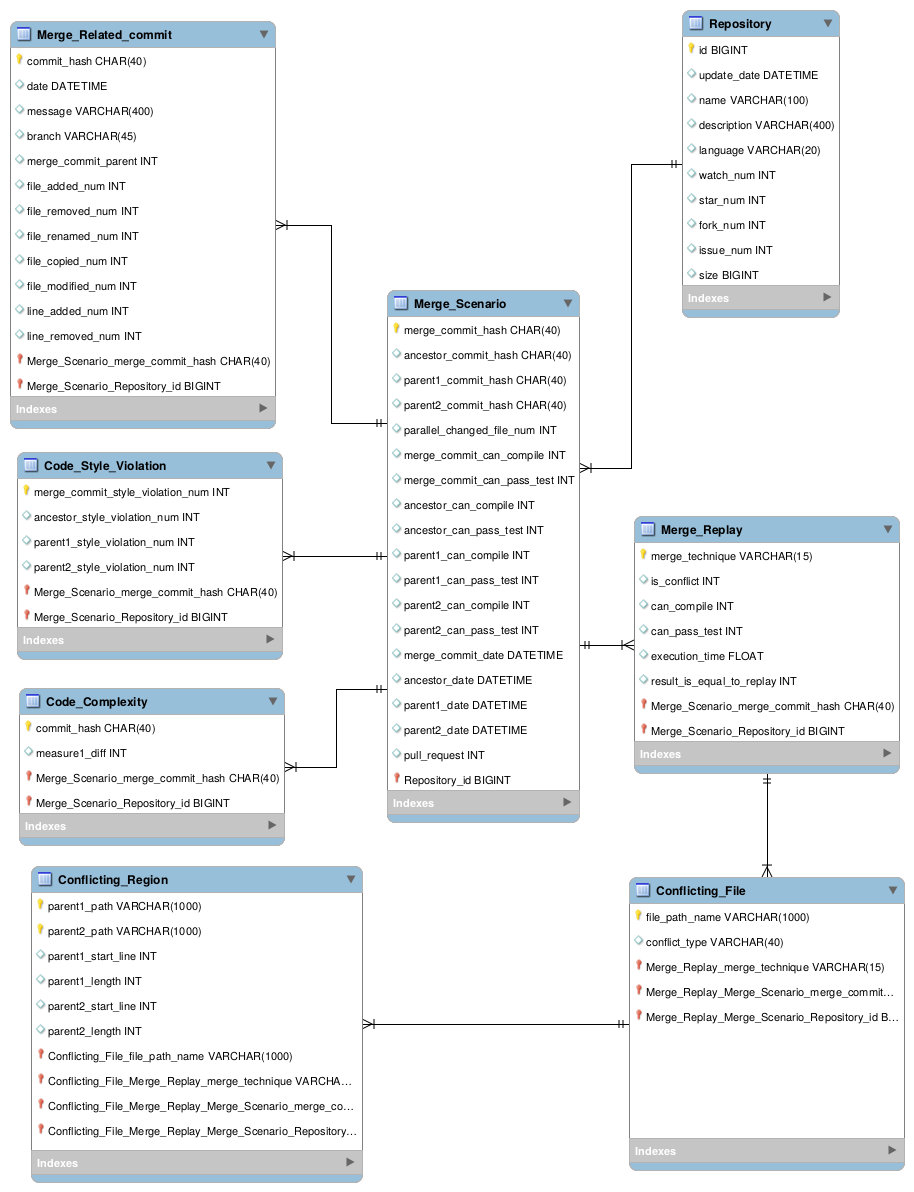 Merge_Related_commit
commit_hash CHAR(40)
date DATETIME
message VARCHAR(400)
branch VARCHAR(45)
merge_commit_parent INT
file_added_num INT
file_removed_num INT
file_renamed_num INT
file_copied_num INT
file_modified_num INT
line_added_num INT
line_removed_num INT
Merge_Scenario_merge_commit_hash CHAR(40)
Merge_Scenario_Repository_id BIGINT
Indexes
Repository
id BIGINT
update_date DATETIME
name VARCHAR(100)
description VARCHAR(400)
language VARCHAR(20)
watch_num INT
star_num INT
fork_num INT
issue_num INT
size BIGINT
Indexes
Merge_Scenario
merge_commit_hash CHAR(40)
ancestor_commit_hash CHAR(40)
parent1_commit_hash CHAR(40)
parent2_commit_hash CHAR(40)
parallel_changed_file_num INT
merge_commit_can_compile INT
merge_commit_can_pass_test INT
ancestor_can_compile INT
ancestor_can_pass_test INT
parent1_can_compile INT
parent1_can_pass_test INT
parent2_can_compile INT
parent2_can_pass_test INT
merge_commit_date DATETIME
ancestor_date DATETIME
parent1_date DATETIME
parent2_date DATETIME
pull_request INT
Repository_id BIGINT
Indexes
Code_Style_Violation
merge_commit_style_violation_num INT
ancestor_style_violation_num INT
parent1_style_violation_num INT
parent2_style_violation_num INT
Merge_Scenario_merge_commit_hash CHAR(40)
Merge_Scenario_Repository_id BIGINT
Indexes
Merge_Replay
merge_technique VARCHAR(15)
is_conflict INT
can_compile INT
can_pass_test INT
execution_time FLOAT
result_is_equal_to_replay INT
Merge_Scenario_merge_commit_hash CHAR(40)
Merge_Scenario_Repository_id BIGINT
Indexes
Code_Complexity
commit_hash CHAR(40)
measure1_diff INT
Merge_Scenario_merge_commit_hash CHAR(40)
Merge_Scenario_Repository_id BIGINT
Indexes
Conflicting_Region
parent1_path VARCHAR(1000)
parent2_path VARCHAR(1000)
parent1_start_line INT
parent1_length INT
parent2_start_line INT
parent2_length INT
Conflicting_File_file_path_name VARCHAR(1000)
Conflicting_File_Merge_Replay_merge_technique VARCHA...
Conflicting_File_Merge_Replay_Merge_Scenario_merge_co...
Conflicting_File_Merge_Replay_Merge_Scenario_Repository...
Indexes
Conflicting_File
file_path_name VARCHAR(1000)
conflict_type VARCHAR(40)
Merge_Replay_merge_technique VARCHAR(15)
Merge_Replay_Merge_Scenario_merge_commit...
Merge_Replay_Merge_Scenario_Repository_id B...
Indexes